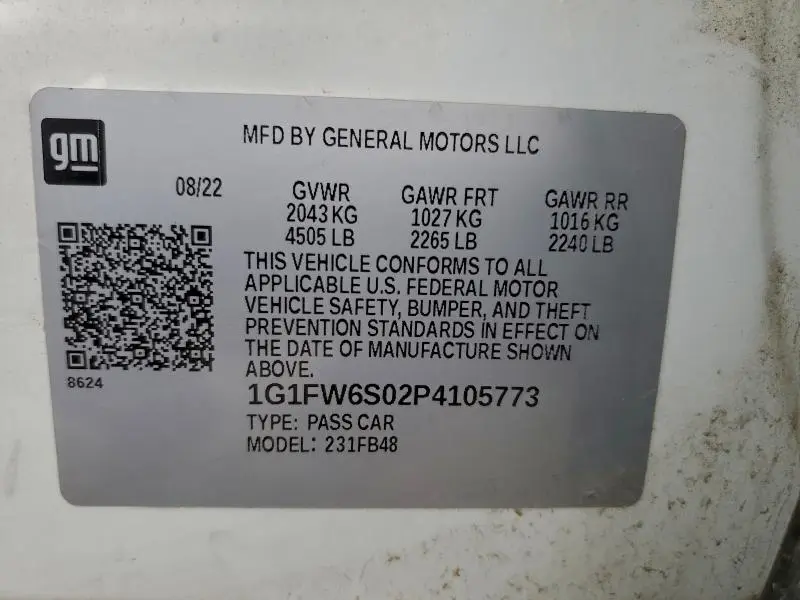 gm
MFD BY GENERAL MOTORS LLC
08/22 GVWR GAWR FRT GAWR RR
2043 KG 1027 KG 1016 KG
4505 LB 2265 LB 2240 LB
THIS VEHICLE CONFORMS TO ALL
APPLICABLE U.S. FEDERAL MOTOR
VEHICLE SAFETY, BUMPER, AND THEFT
PREVENTION STANDARDS IN EFFECT ON
THE DATE OF MANUFACTURE SHOWN
ABOVE.
8624
1G1FW6S02P4105773
TYPE: PASS CAR
MODEL: 231FB48